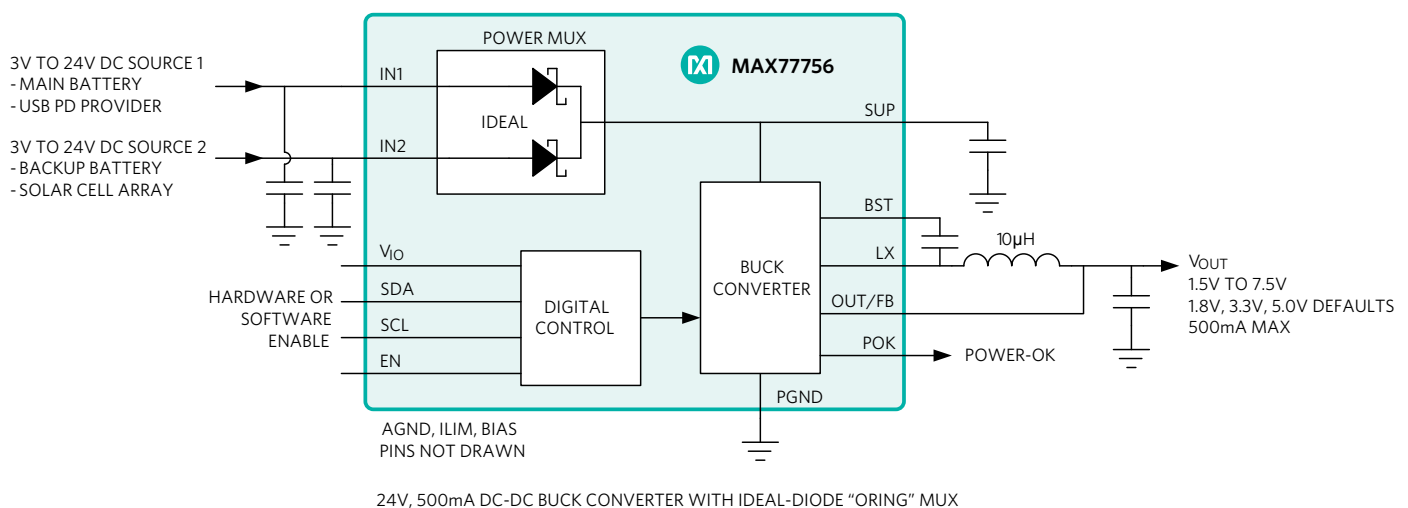 POWER MUX
MAX77756
3V TO 24V DC SOURCE 1
- MAIN BATTERY
- USB PD PROVIDER
IN1
IDEAL
SUP
3V TO 24V DC SOURCE 2
- BACKUP BATTERY
- SOLAR CELL ARRAY
IN2
BST
10µH
LX
BUCK
CONVERTER
OUT/FB
POK
POWER-OK
PGND
VOUT
1.5V TO 7.5V
1.8V, 3.3V, 5.0V DEFAULTS
500mA MAX
VIO
SDA
SCL
EN
HARDWARE OR
SOFTWARE
ENABLE
DIGITAL
CONTROL
AGND, ILIM, BIAS
PINS NOT DRAWN
24V, 500mA DC-DC BUCK CONVERTER WITH IDEAL-DIODE “ORING” MUX